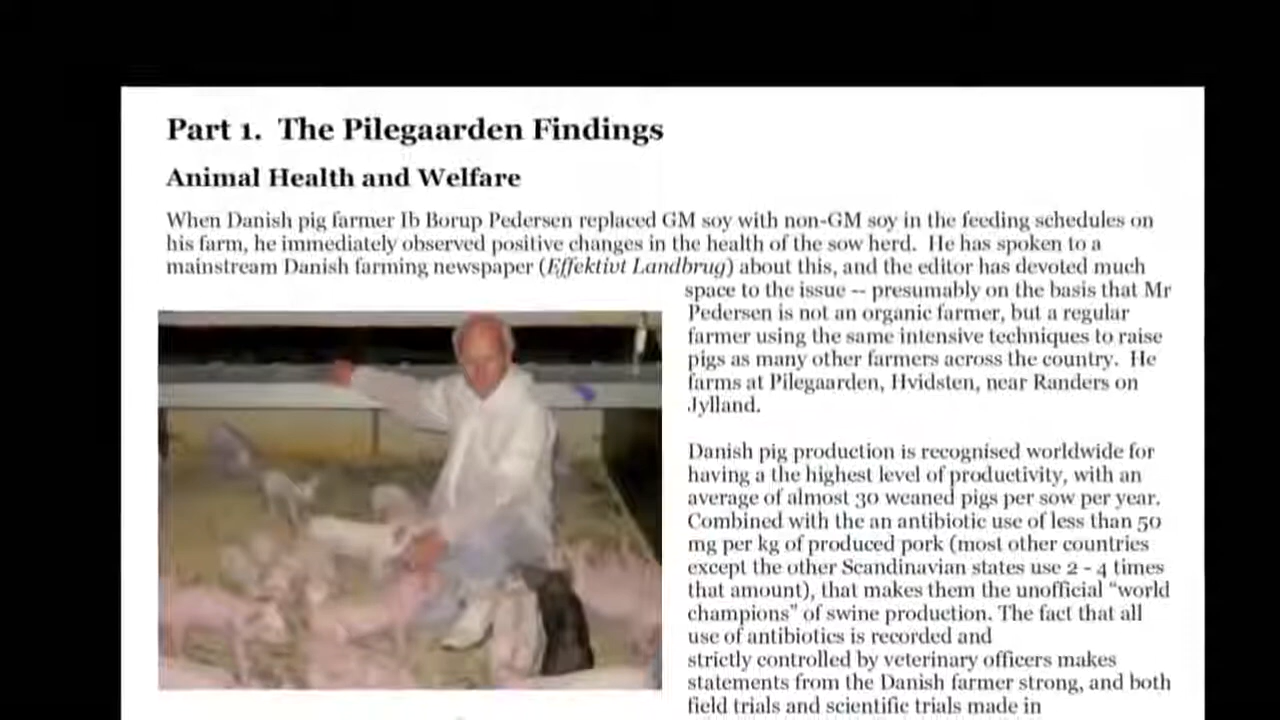 Part 1. The Pilegaarden Findings
Animal Health and Welfare
When Danish pig farmer Ib Borup Pedersen replaced GM soy with non-GM soy in the feeding schedules on
his farm, he immediately observed positive changes in the health of the sow herd. He has spoken to a
mainstream Danish farming newspaper (Effektivt Landbrug) about this, and the editor has devoted much
space to the issue -- presumably on the basis that Mr
Pedersen is not an organic farmer, but a regular
farmer using the same intensive techniques to raise
pigs as many other farmers across the country. He
farms at Pilegaarden, Hvidsten, near Randers on
Jylland.
Danish pig production is recognised worldwide for
having a the highest level of productivity, with an
average of almost 30 weaned pigs per sow per year.
Combined with the an antibiotic use of less than 50
mg per kg of produced pork (most other countries
except the other Scandinavian states use 2 - 4 times
that amount), that makes them the unofficial "world
champions" of swine production. The fact that all
use of antibiotics is recorded and
strictly controlled by veterinary officers makes
statements from the Danish farmer strong, and both
field trials and scientific trials made in